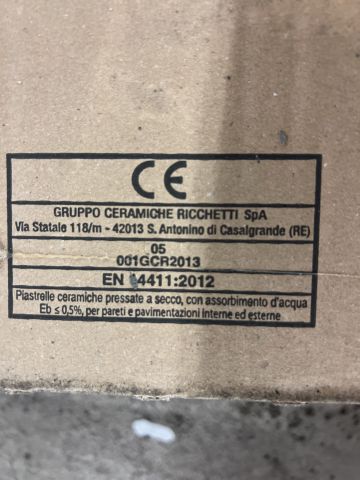 CE
GRUPPO CERAMICHE RICCHETTI SpA
Via Statale 118/m - 42013 S. Antonino di Casalgrande (RE)
05
001GCR2013
EN 14411:2012
Piastrelle ceramiche pressate a secco, con assorbimento d'acqua
Eb ≤ 0,5%, per pareti e pavimentazioni interne ed esterne